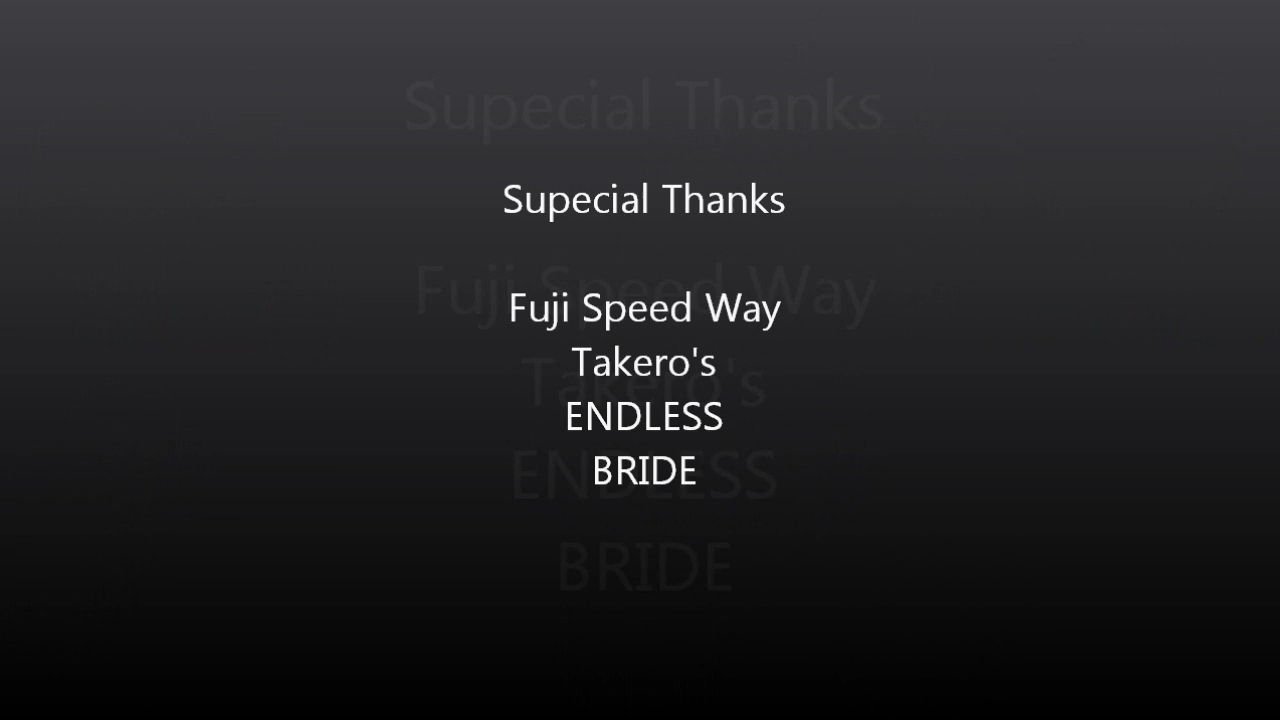 Supecial Thanks
Fuji Speed Way
Takero's
ENDLESS
BRIDE